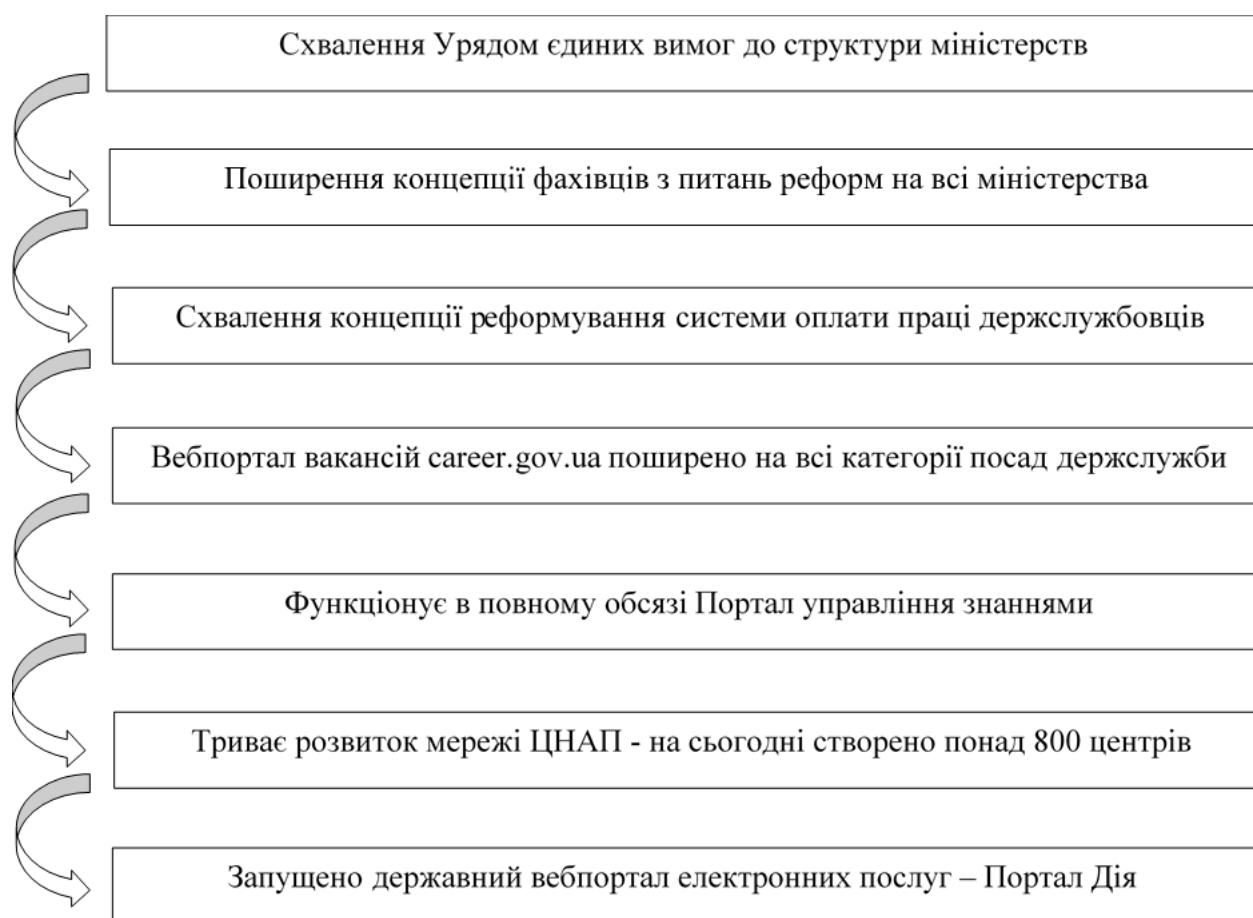 Схвалення Урядом єдиних вимог до структури міністерств
Поширення концепції фахівців з питань реформ на всі міністерства
Схвалення концепції реформування системи оплати праці держслужбовців
Вебпортал вакансій career.gov.ua поширено на всі категорії посад держслужби
Функціонує в повному обсязі Портал управління знаннями
Триває розвиток мережі ЦНАП - на сьогодні створено понад 800 центрів
Запущено державний вебпортал електронних послуг – Портал Дія